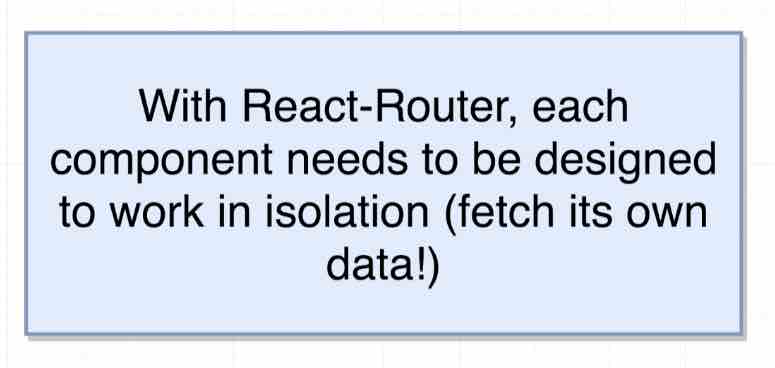 With React-Router, each
component needs to be designed
to work in isolation (fetch its own
data!)